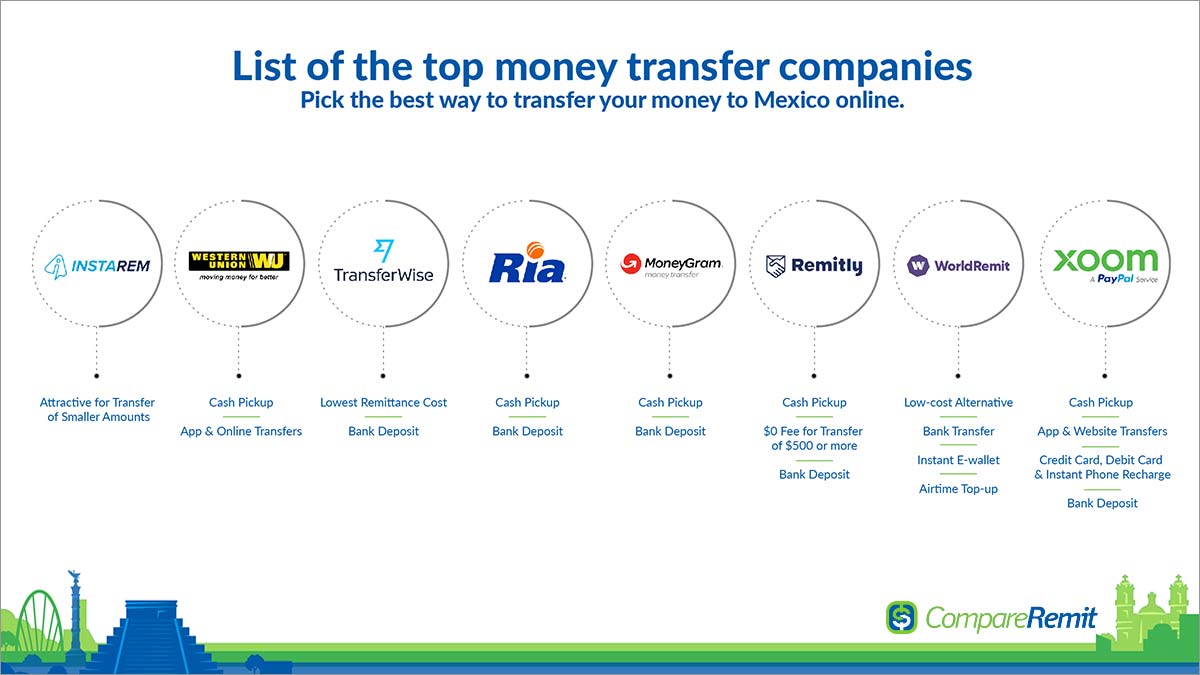 List of the top money transfer companies
Pick the best way to transfer your money to Mexico online.
INSTAREM
Attractive for Transfer
of Smaller Amounts
WESTERN
UNION WU
moving money for better
Cash Pickup
App & Online Transfers
TransferWise
Lowest Remittance Cost
Bank Deposit
Ria
Cash Pickup
Bank Deposit
MoneyGram
money transfer
Cash Pickup
Bank Deposit
Remitly
Cash Pickup
$0 Fee for Transfer
of $500 or more
Bank Deposit
W WorldRemit
Low-cost Alternative
Bank Transfer
Instant E-wallet
Airtime Top-up
xoom
A PayPal Service
Cash Pickup
App & Website Transfers
Credit Card, Debit Card
& Instant Phone Recharge
Bank Deposit
$ CompareRemit